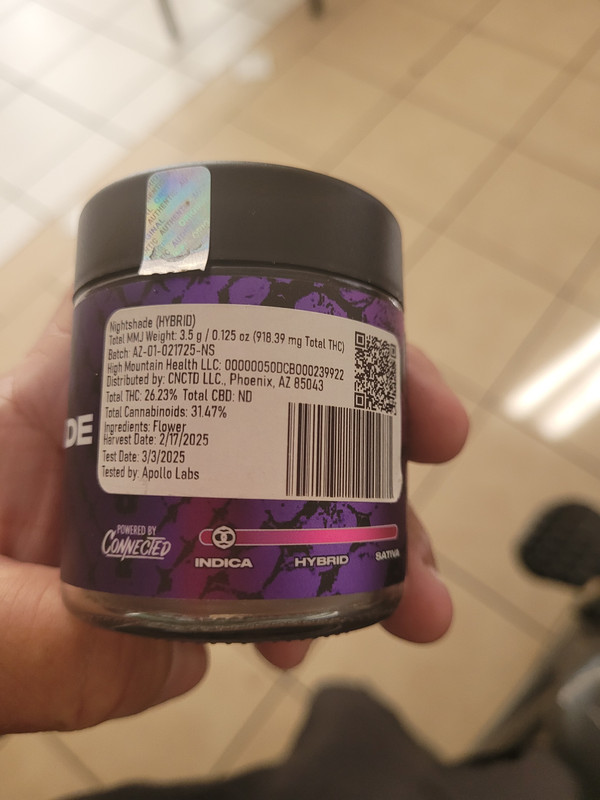 AUTHENTIC
Nightshade (HYBRID)
Total MMJ Weight: 3.5 g / 0.125 oz (918.39 mg Total THC)
Batch: AZ-01-021725-NS
High Mountain Health LLC: 00000050DCBO00239922
Distributed by: CNCTD LLC., Phoenix, AZ 85043
Total THC: 26.23% Total CBD: ND
Total Cannabinoids: 31.47%
Ingredients: Flower
Harvest Date: 2/17/2025
Test Date: 3/3/2025
Tested by: Apollo Labs
DE
POWERED BY
CONNECTED
INDICA HYBRID SATIVA